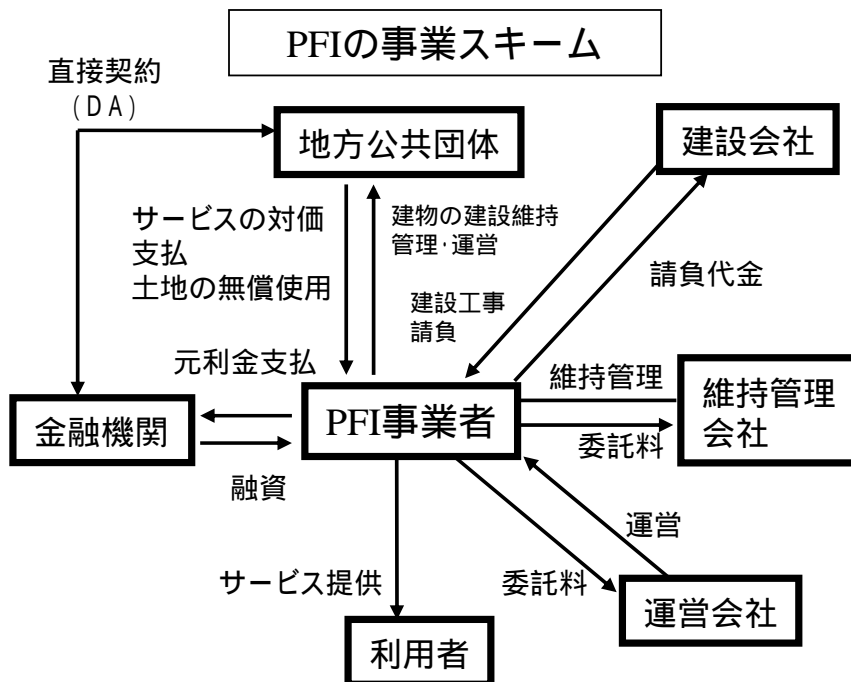 PFIの事業スキーム
直接契約
(DA)
地方公共団体
建設会社
サービスの対価
支払
土地の無償使用
建物の建設維持
管理・運営
建設工事
請負
請負代金
元利金支払
金融機関
融資
PFI事業者
維持管理
委託料
維持管理
会社
運営
サービス提供
委託料
運営会社
利用者